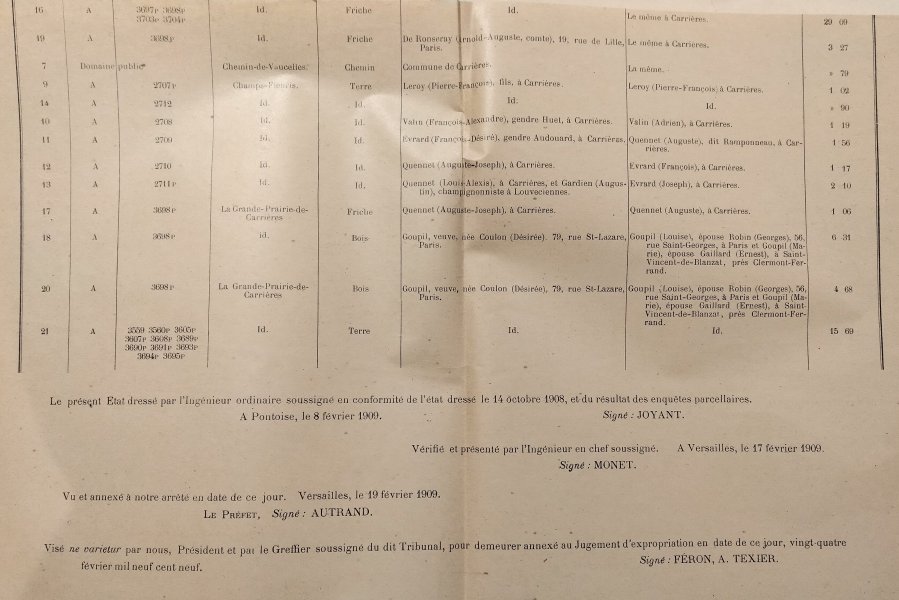 16 A 3697P 3698P Id. Friche Id. Le même à Carrières. 29 09
3703P 3704P
19 A 3698P Id. Friche De Ronseray (Arnold-Auguste, comte), 19, rue de Lille, Le même à Carrières. 3 27
Paris.
7 Domaine public Chemin-de-Vaucelles. Chemin Commune de Carrières. La même. » 79
9 A 2707P Champs-Fleuris. Terre Leroy (Pierre-François), fils, à Carrières. Leroy (Pierre-François) à Carrières. 1 02
14 A 2712 Id. Id. Id. Id. » 90
10 A 2708 Id. Id. Valin (François-Alexandre), gendre Huet, à Carrières. Valin (Adrien), à Carrières. 1 19
11 A 2709 Id. Id. Evrard (François-Désiré), gendre Audouard, à Carrières. Quennet (Auguste), dit Ramponneau, à Car- 1 56
rières.
12 A 2710 Id. Id. Quennet (Auguste-Joseph), à Carrières. Evrard (François), à Carrières. 1 17
13 A 2711P Id. Id. Quennet (Louis-Alexis), à Carrières, et Gardien (Augus- Evrard (Joseph), à Carrières. 2 10
tin), champignonniste à Louveciennes.
17 A 3698P La Grande-Prairie-de- Friche Quennet (Auguste-Joseph), à Carrières. Quennet (Auguste), à Carrières. 1 06
Carrières
18 A 3698P id. Bois Goupil, veuve, née Coulon (Désirée), 79, rue St-Lazare, Goupil (Louise), épouse Robin (Georges), 56, 6 31
Paris. rue Saint-Georges, à Paris et Goupil (Ma-
rie), épouse Gaillard (Ernest), à Saint-
Vincent-de-Blanzat, près Clermont-Fer-
rand.
20 A 3698P La Grande-Prairie-de- Bois Goupil, veuve, née Coulon (Désirée), 79, rue St-Lazare, Goupil (Louise), épouse Robin (Georges), 56, 4 68
Carrières Paris. rue Saint-Georges, à Paris et Goupil (Ma-
rie), épouse Gaillard (Ernest), à Saint-
Vincent-de-Blanzat, près Clermont-Fer-
rand.
21 A 3559 3560P 3605P Id. Terre Id. Id. 15 69
3607P 3608P 3689P
3690P 3691P 3693P
3694P 3695P
Le présent Etat dressé par l'Ingénieur ordinaire soussigné en conformité de l'état dressé le 14 octobre 1908, et du résultat des enquêtes parcellaires.
A Pontoise, le 8 février 1909. Signé : JOYANT.
Vérifié et présenté par l'Ingénieur en chef soussigné. A Versailles, le 17 février 1909.
Signé : MONET.
Vu et annexé à notre arrêté en date de ce jour. Versailles, le 19 février 1909.
LE PRÉFET, Signé : AUTRAND.
Visé ne varietur par nous, Président et par le Greffier soussigné du dit Tribunal, pour demeurer annexé au Jugement d'expropriation en date de ce jour, vingt-quatre
février mil neuf cent neuf. Signé : FÉRON, A. TEXIER.